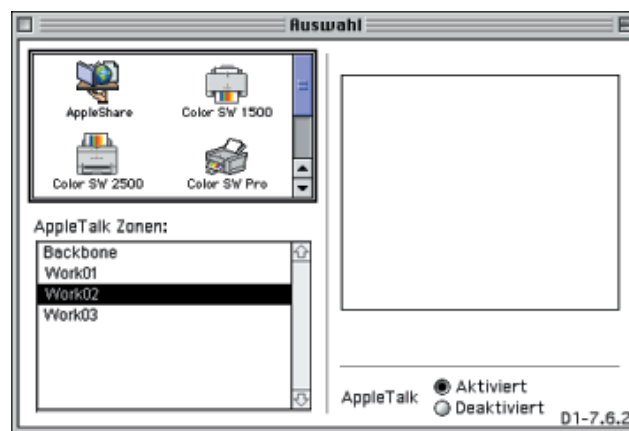 Auswahl
AppleShare
Color SW 1500
Color SW 2500
Color SW Pro
AppleTalk Zonen:
Backbone
Work01
Work02
Work03
AppleTalk
Aktiviert
Deaktiviert
D1-7.6.2